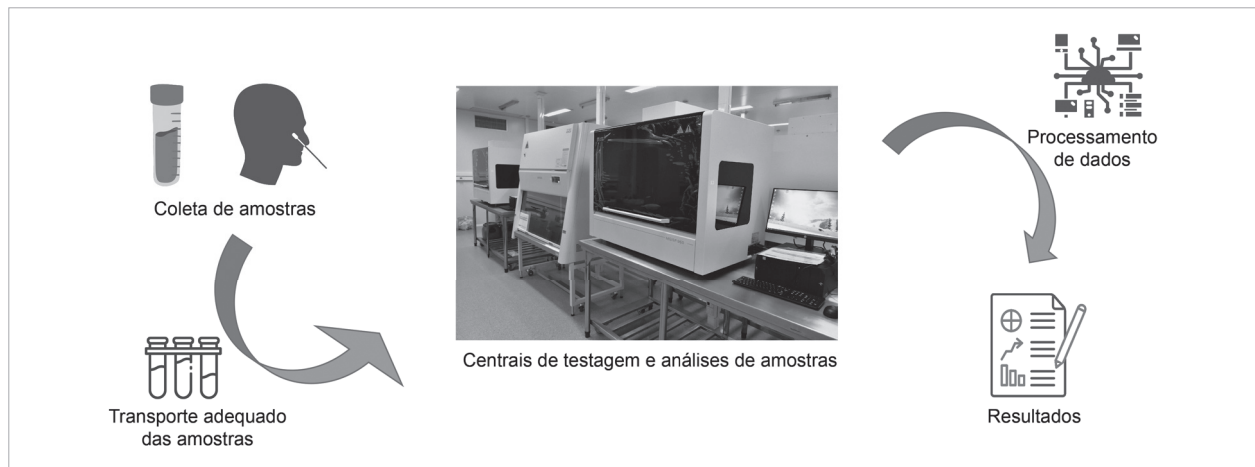 Coleta de amostras
Transporte adequado
das amostras
Centrais de testagem e análises de amostras
Processamento
de dados
Resultados